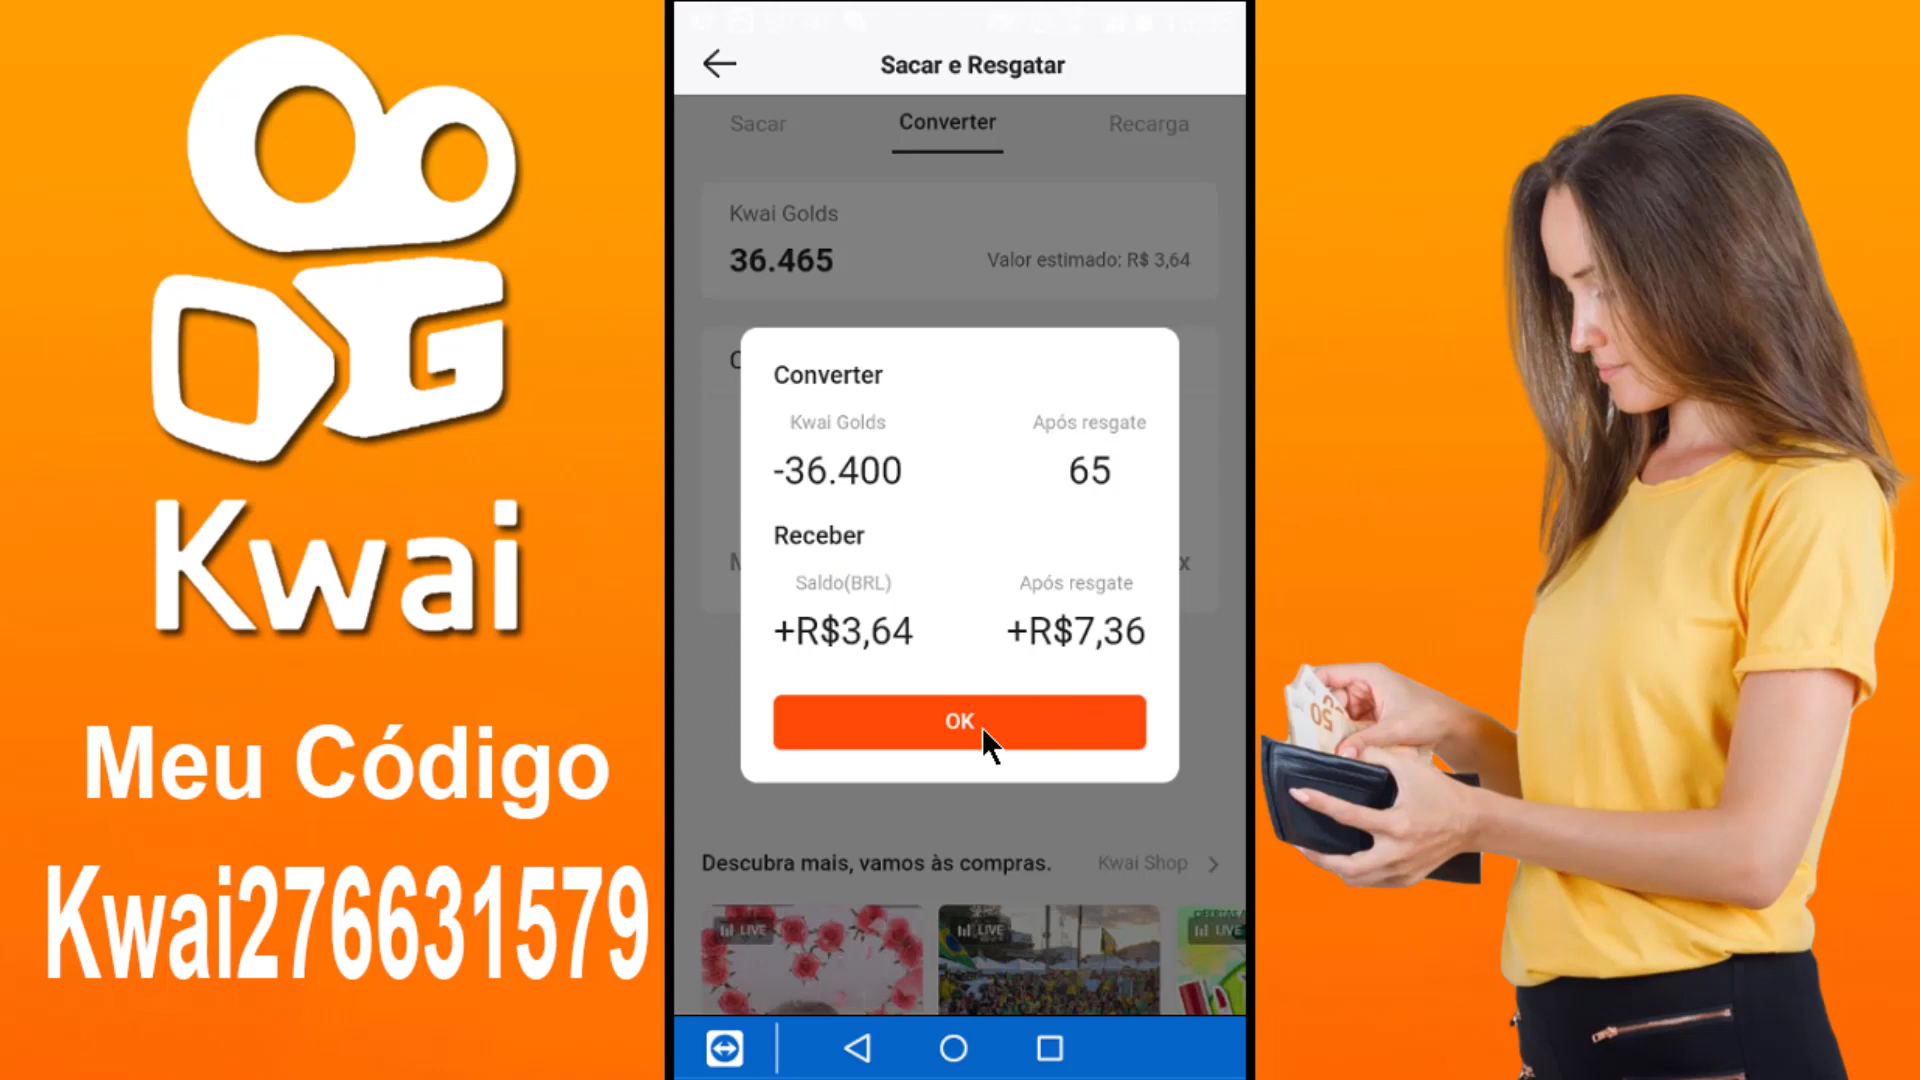 Kwai
Meu Código
Kwai276631579
Sacar e Resgatar
Sacar
Converter
Recarga
Kwai Golds
36.465
Valor estimado: R$ 3,64
Converter
Kwai Golds
Após resgate
-36.400
65
Receber
Saldo(BRL)
Após resgate
+R$3,64
+R$7,36
OK
Descubra mais, vamos às compras.
Kwai Shop
LIVE
LIVE
LIVE
50